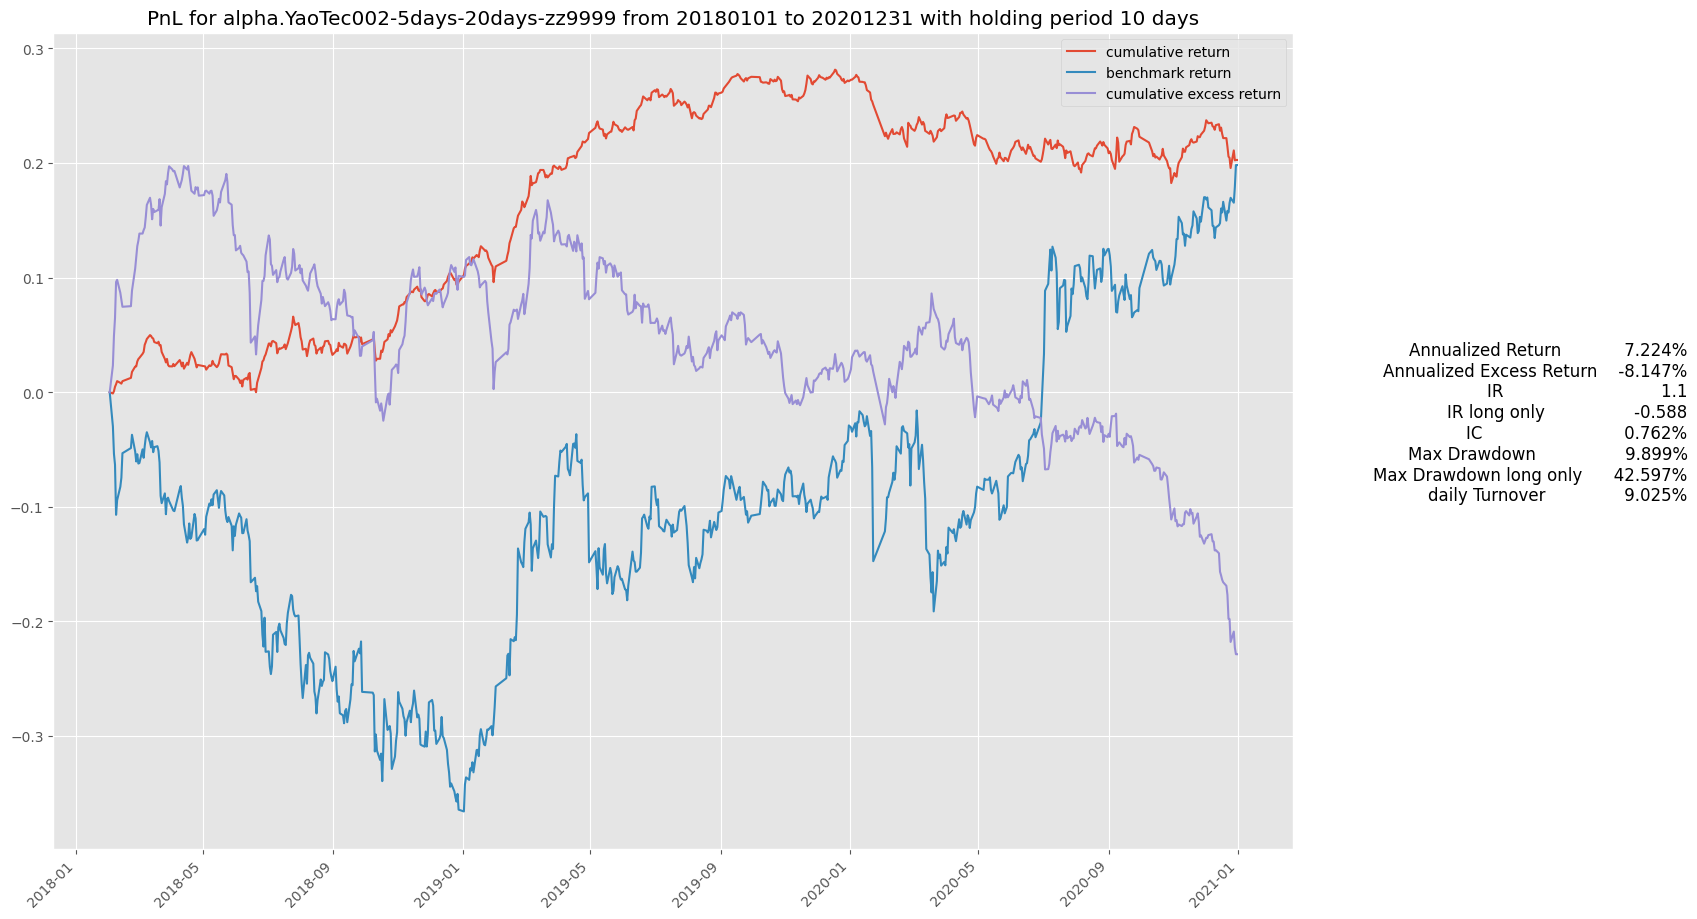 PnL for alpha.YaoTec002-5days-20days-zz9999 from 20180101 to 20201231 with holding period 10 days
cumulative return
benchmark return
cumulative excess return
0.3
0.2
0.1
0.0
−0.1
−0.2
−0.3
2018-01
2018-05
2018-09
2019-01
2019-05
2019-09
2020-01
2020-05
2020-09
2021-01
Annualized Return 7.224%
Annualized Excess Return -8.147%
IR 1.1
IR long only -0.588
IC 0.762%
Max Drawdown 9.899%
Max Drawdown long only 42.597%
daily Turnover 9.025%